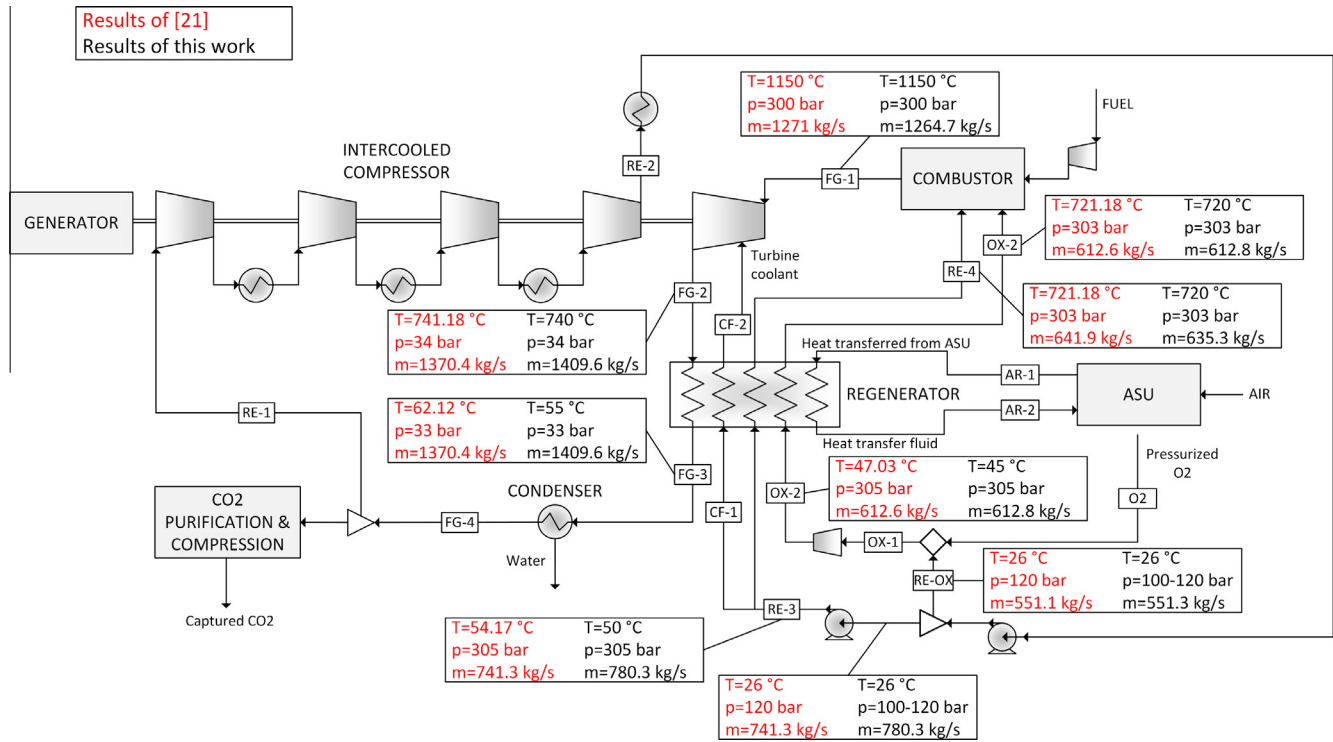 Results of [21]
Results of this work
T=1150 °C
p=300 bar
m=1271 kg/s
T=1150 °C
p=300 bar
m=1264.7 kg/s
FUEL
INTERCOOLED
COMPRESSOR
RE-2
FG-1
COMBUSTOR
GENERATOR
T=721.18 °C
p=303 bar
m=612.6 kg/s
T=720 °C
p=303 bar
m=612.8 kg/s
OX-2
Turbine
coolant
RE-4
FG-2
T=721.18 °C
p=303 bar
m=641.9 kg/s
T=720 °C
p=303 bar
m=635.3 kg/s
T=741.18 °C
p=34 bar
m=1370.4 kg/s
T=740 °C
p=34 bar
m=1409.6 kg/s
CF-2
Heat transferred from ASU
AR-1
REGENERATOR
ASU
AIR
AR-2
RE-1
T=62.12 °C
p=33 bar
m=1370.4 kg/s
T=55 °C
p=33 bar
m=1409.6 kg/s
Heat transfer fluid
Pressurized
O2
FG-3
T=47.03 °C
p=305 bar
m=612.6 kg/s
T=45 °C
p=305 bar
m=612.8 kg/s
OX-2
O2
CONDENSER
CO2
PURIFICATION &
COMPRESSION
FG-4
CF-1
OX-1
Water
RE-OX
T=26 °C
p=120 bar
m=551.1 kg/s
T=26 °C
p=100-120 bar
m=551.3 kg/s
Captured CO2
RE-3
T=54.17 °C
p=305 bar
m=741.3 kg/s
T=50 °C
p=305 bar
m=780.3 kg/s
T=26 °C
p=120 bar
m=741.3 kg/s
T=26 °C
p=100-120 bar
m=780.3 kg/s